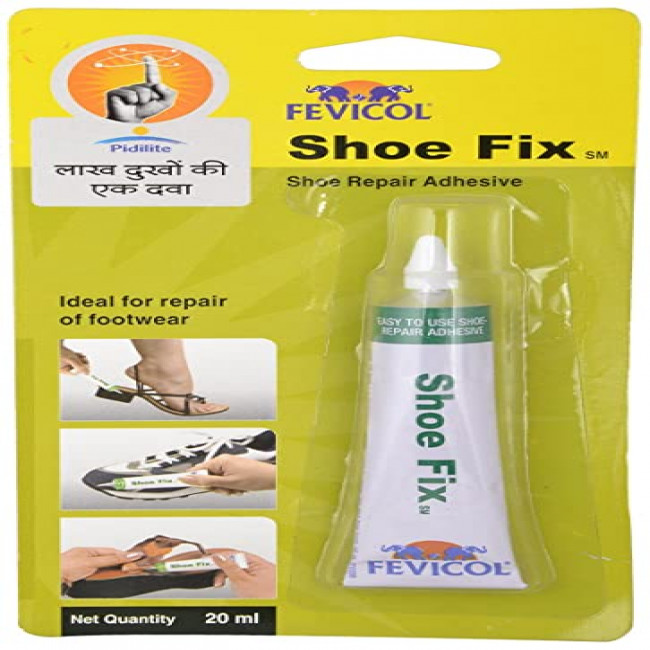 Pidilite
लाख दुखों की
एक दवा
FEVICOL
Shoe Fix SM
Shoe Repair Adhesive
Ideal for repair
of footwear
EASY TO USE SHOE-
REPAIR ADHESIVE
Shoe Fix SM
FEVICOL
Shoe Fix
Shoe Fix
Net Quantity 20 ml